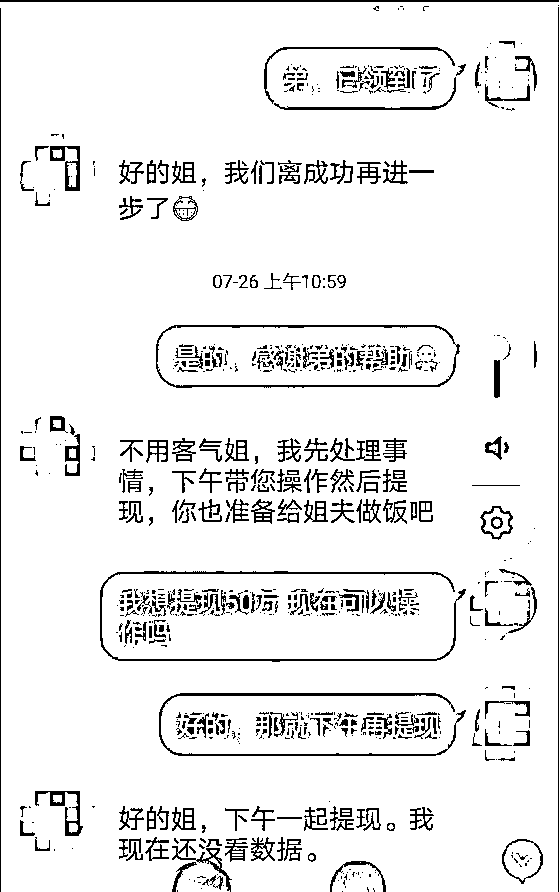 弟，已领到了
好的姐，我们离成功再进一
步了😁
07-26 上午10:59
是的，感谢弟的帮助
不用客气姐，我先处理事
情，下午带您操作然后提
现，你也准备给姐夫做饭吧
我想提现50万 现在可以操
作吗
好的，那就下午再提现
好的姐，下午一起提现。我
现在还没看数据。